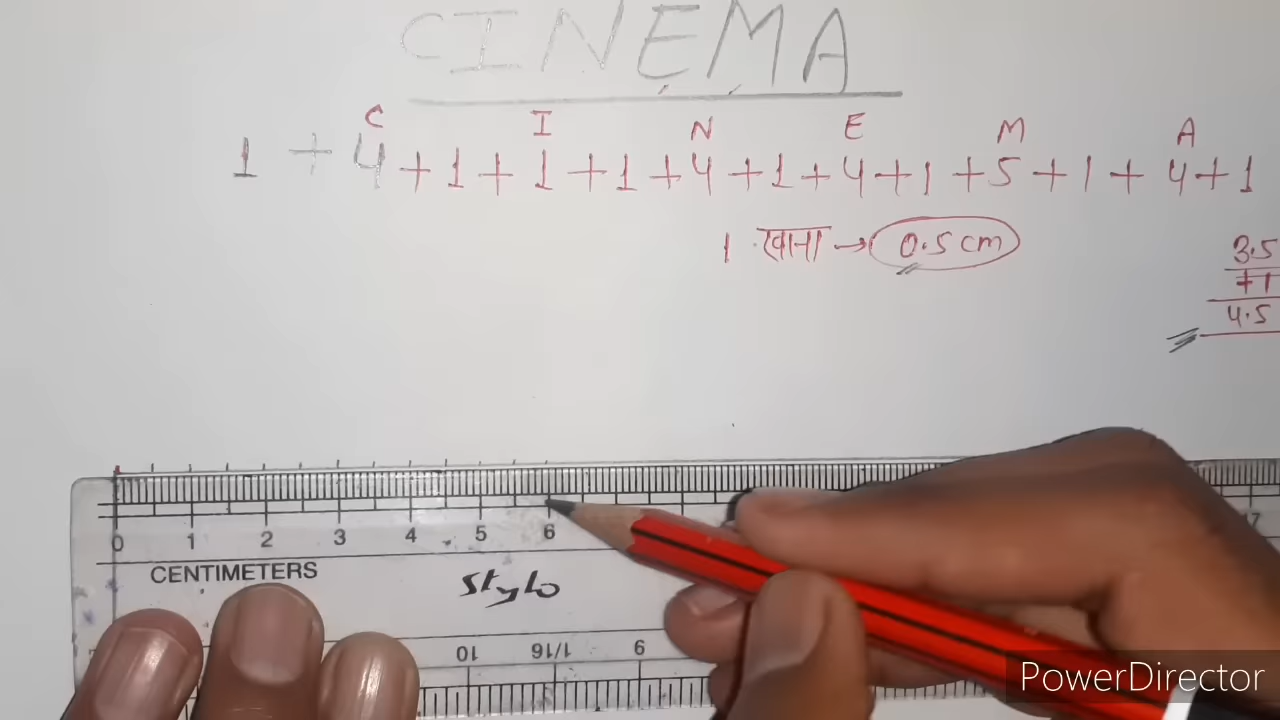 CINEMA
C I N E M A
1 + 4 + 1 + 1 + 1 + 4 + 1 + 4 + 1 + 5 + 1 + 4 + 1
1 खाना → 0.5 cm
3.5
+1
4.5
0 1 2 3 4 5 6 7
CENTIMETERS
Stylo
10 1/16 9
PowerDirector